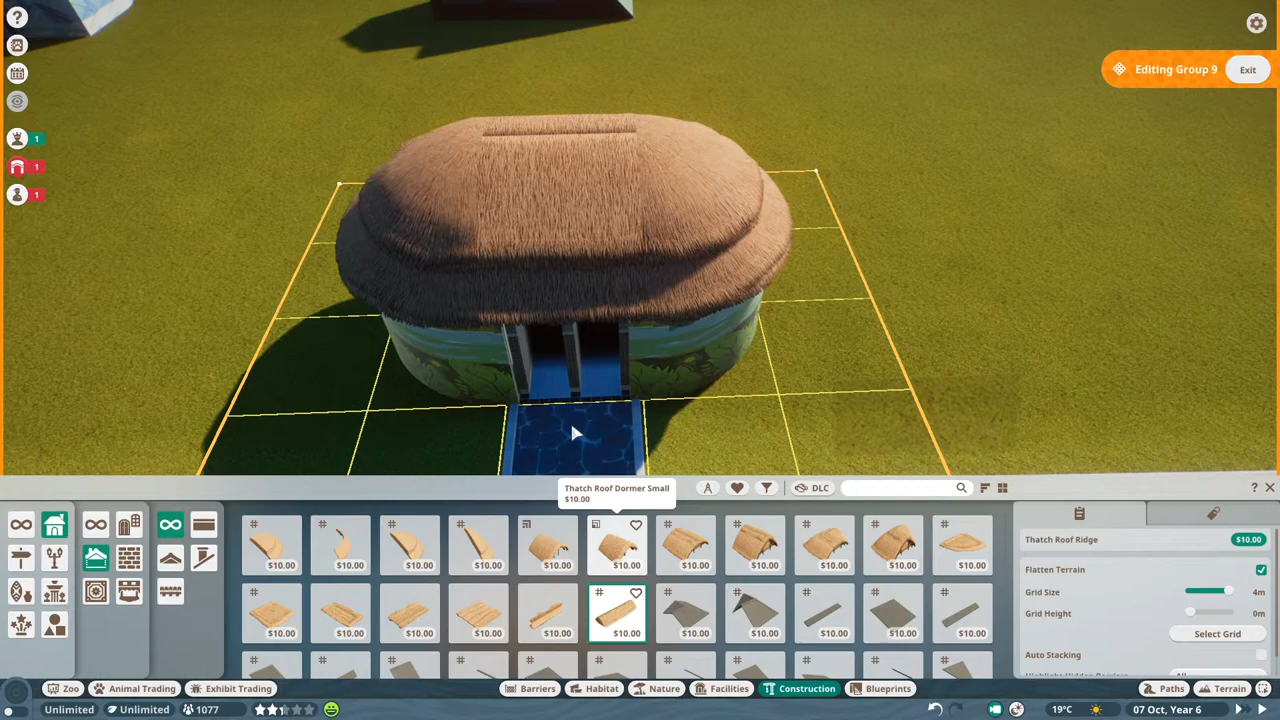 ?
Editing Group 9
Exit
1
1
1
Thatch Roof Dormer Small
$10.00
DLC
?
$10.00 $10.00 $10.00 $10.00 $10.00 $10.00 $10.00 $10.00 $10.00 $10.00 $10.00
Thatch Roof Ridge $10.00
Flatten Terrain
Grid Size 4m
$10.00 $10.00 $10.00 $10.00 $10.00 $10.00 $10.00 $10.00 $10.00 $10.00 $10.00
Grid Height 0m
Select Grid
Auto Stacking
Zoo Animal Trading Exhibit Trading Barriers Habitat Nature Facilities Construction Blueprints Paths Terrain
Unlimited Unlimited 1077 19°C 07 Oct, Year 6